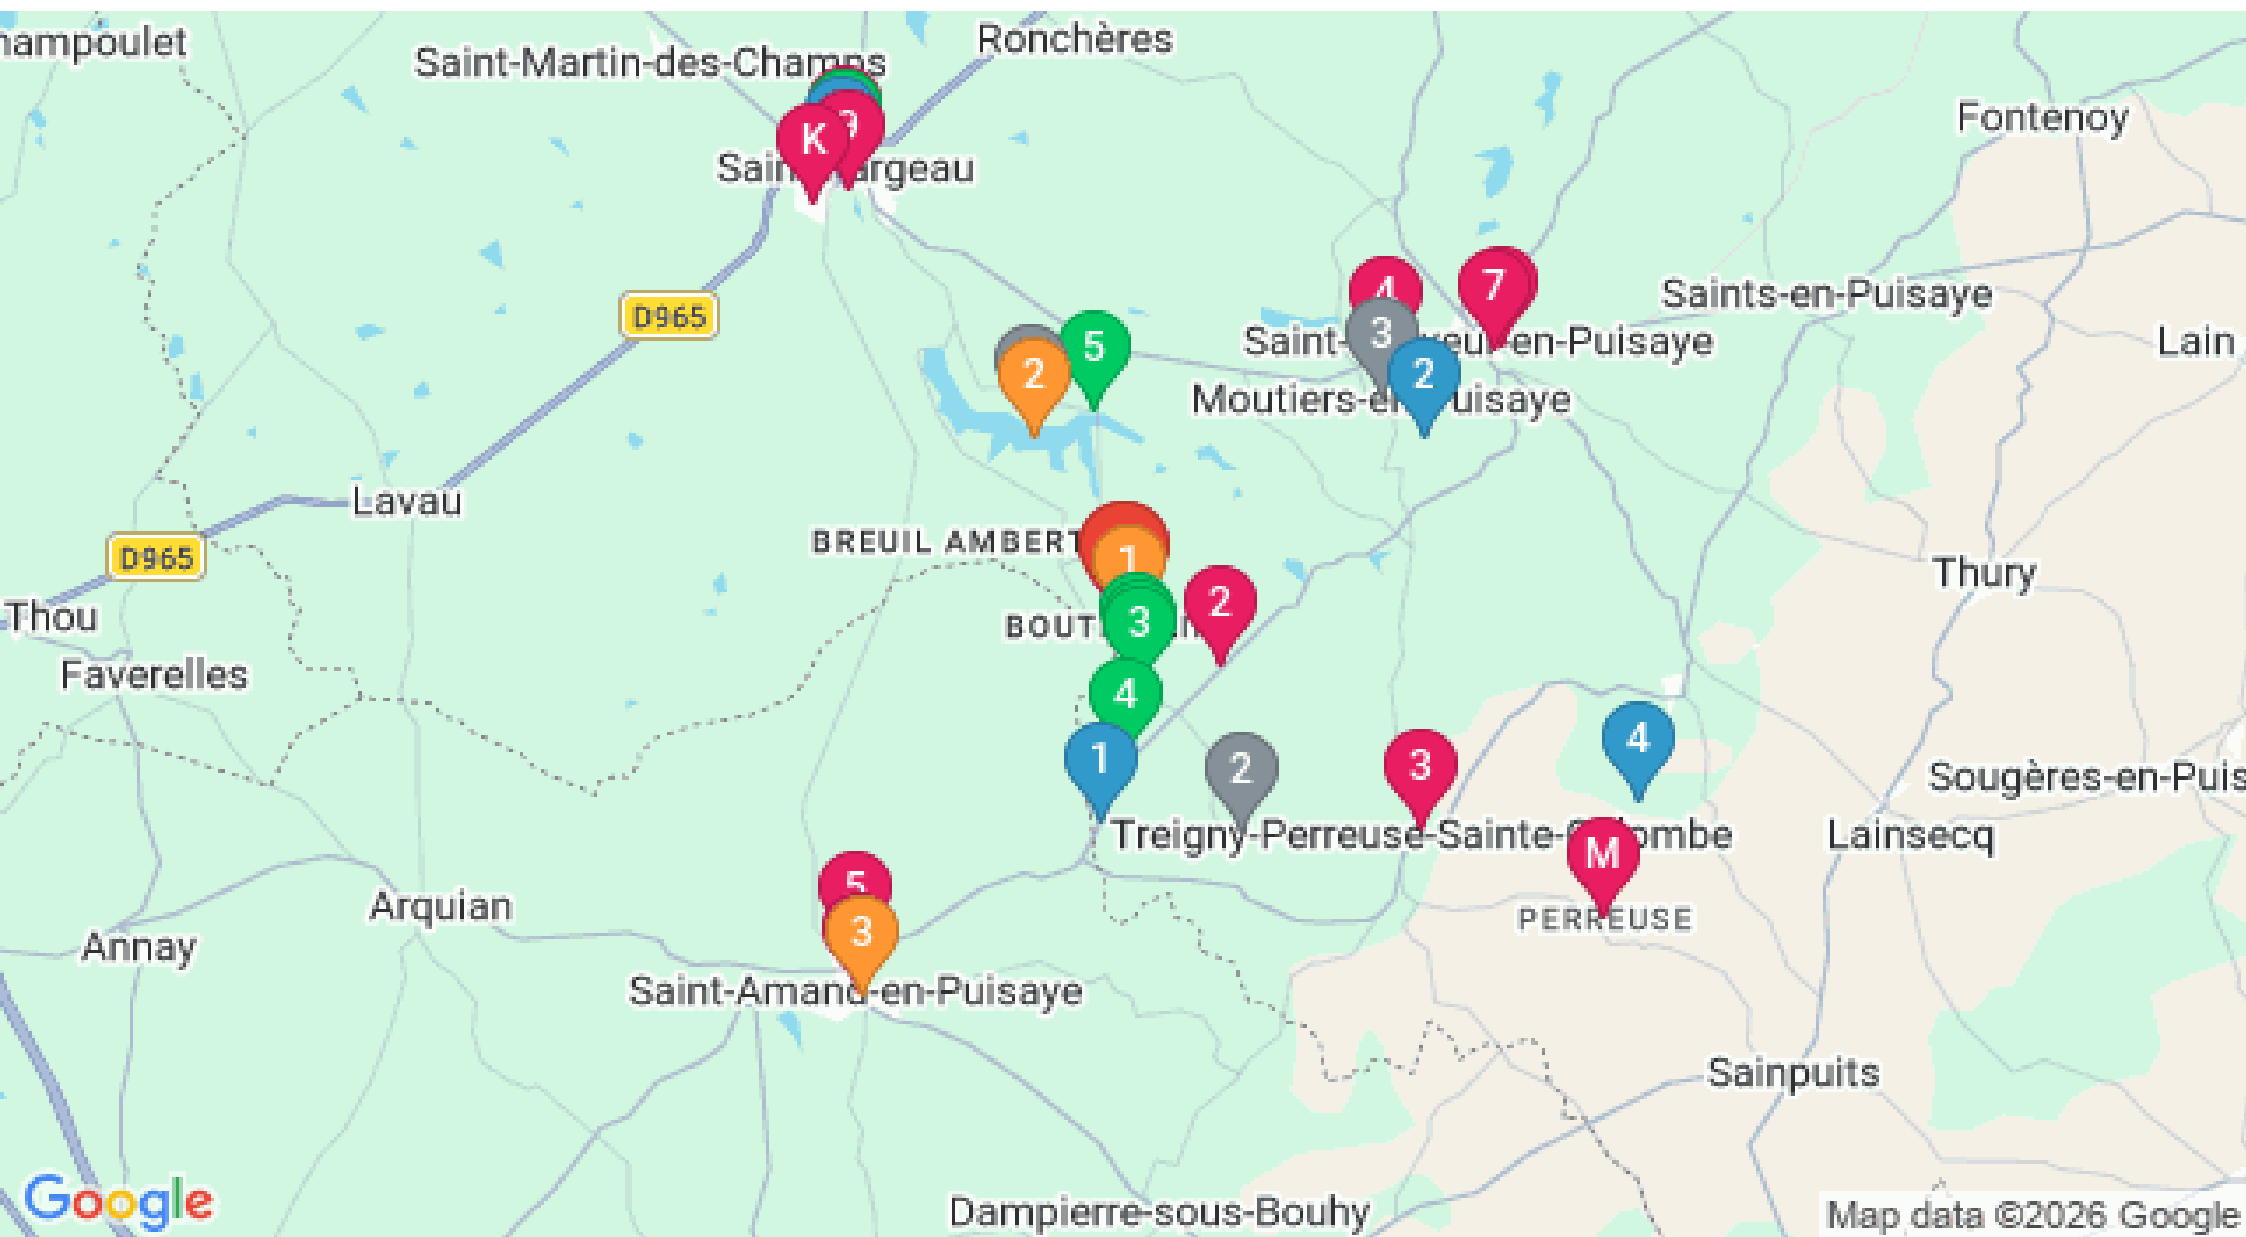 hampoulet
Ronchères
Saint-Martin-des-Champs
Fontenoy
K
9
4
7
Saints-en-Puisaye
D965
3
5
2
2
Lain
Moutiers-en-Puisaye
Lavau
BREUIL AMBERT
D965
1
Thury
2
3
Thou
4
Faverelles
1
2
3
4
Sougères-en-Puis
Treigny-Perreuse-Sainte-Colombe
Lainsecq
M
5
3
Arquian
PERREUSE
Annay
Saint-Amand-en-Puisaye
Sainpuits
Google
Dampierre-sous-Bouhy
Map data ©2026 Google